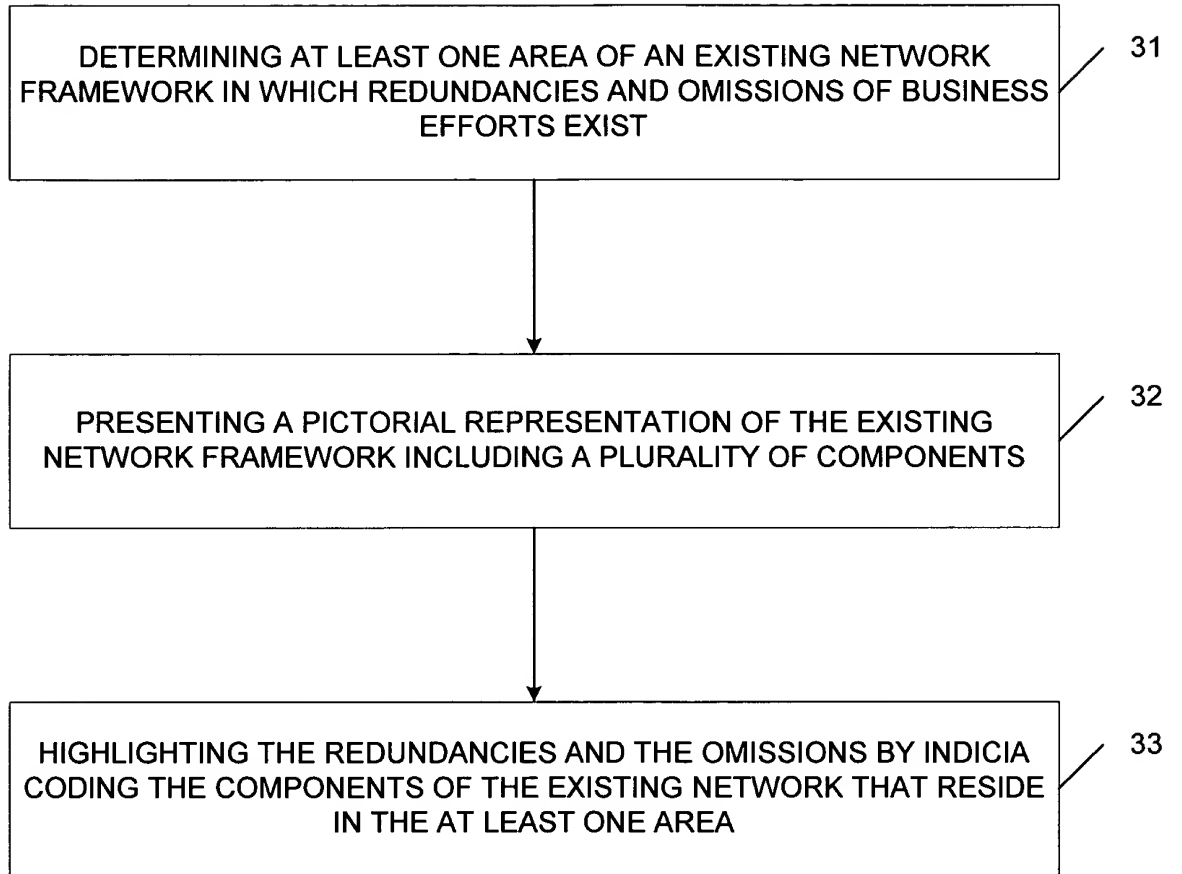 DETERMINING AT LEAST ONE AREA OF AN EXISTING NETWORK
FRAMEWORK IN WHICH REDUNDANCIES AND OMISSIONS OF BUSINESS
EFFORTS EXIST
31
PRESENTING A PICTORIAL REPRESENTATION OF THE EXISTING
NETWORK FRAMEWORK INCLUDING A PLURALITY OF COMPONENTS
32
HIGHLIGHTING THE REDUNDANCIES AND THE OMISSIONS BY INDICIA
CODING THE COMPONENTS OF THE EXISTING NETWORK THAT RESIDE
IN THE AT LEAST ONE AREA
33